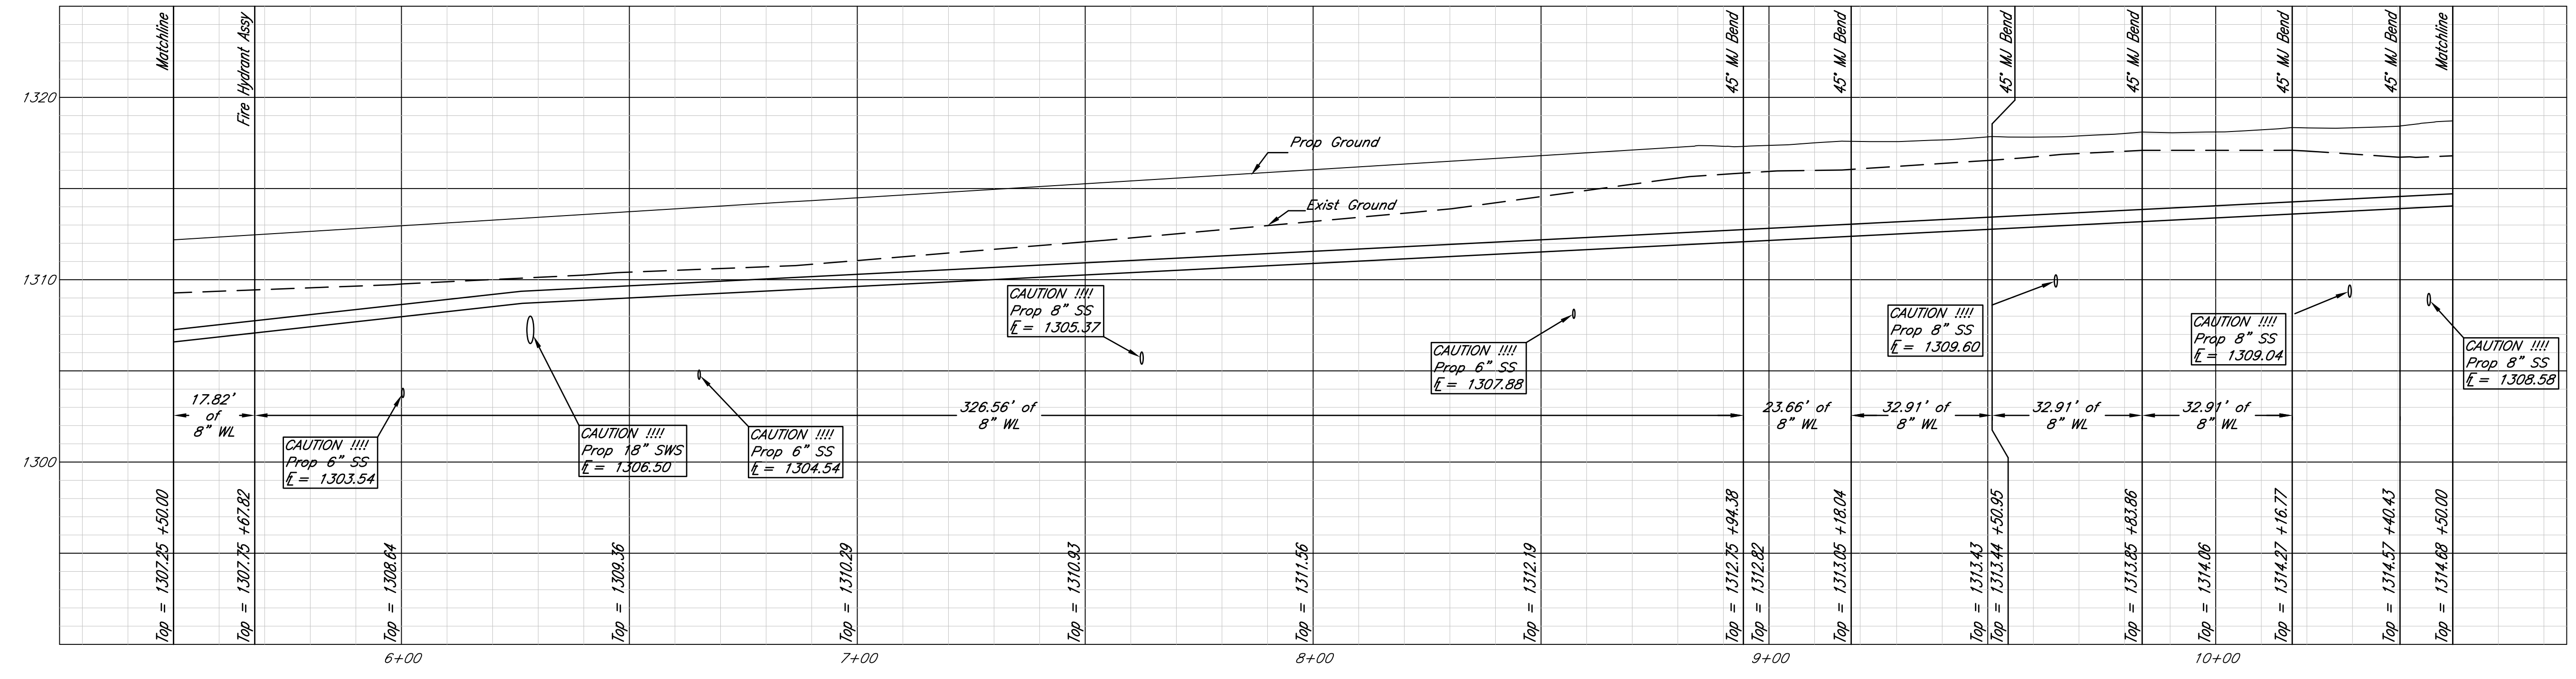 Matchline
Fire Hydrant Assy
45° MJ Bend
45° MJ Bend
45° MJ Bend
45° MJ Bend
45° MJ Bend
45° MJ Bend
Matchline
1320
1310
1300
Prop Ground
Exist Ground
CAUTION !!!!
Prop 6" SS
FL = 1303.54
CAUTION !!!!
Prop 18" SWS
FL = 1306.50
CAUTION !!!!
Prop 6" SS
FL = 1304.54
CAUTION !!!!
Prop 8" SS
FL = 1305.37
CAUTION !!!!
Prop 6" SS
FL = 1307.88
CAUTION !!!!
Prop 8" SS
FL = 1309.60
CAUTION !!!!
Prop 8" SS
FL = 1309.04
CAUTION !!!!
Prop 8" SS
FL = 1308.58
17.82'
of
8" WL
326.56' of
8" WL
23.66' of
8" WL
32.91' of
8" WL
32.91' of
8" WL
32.91' of
8" WL
Top = 1307.25 +50.00
Top = 1307.75 +67.82
Top = 1308.64
Top = 1309.36
Top = 1310.29
Top = 1310.93
Top = 1311.56
Top = 1312.19
Top = 1312.75 +94.38
Top = 1312.82
Top = 1313.05 +18.04
Top = 1313.43
Top = 1313.44 +50.95
Top = 1313.85 +83.86
Top = 1314.06
Top = 1314.27 +16.77
Top = 1314.57 +40.43
Top = 1314.68 +50.00
6+00
7+00
8+00
9+00
10+00